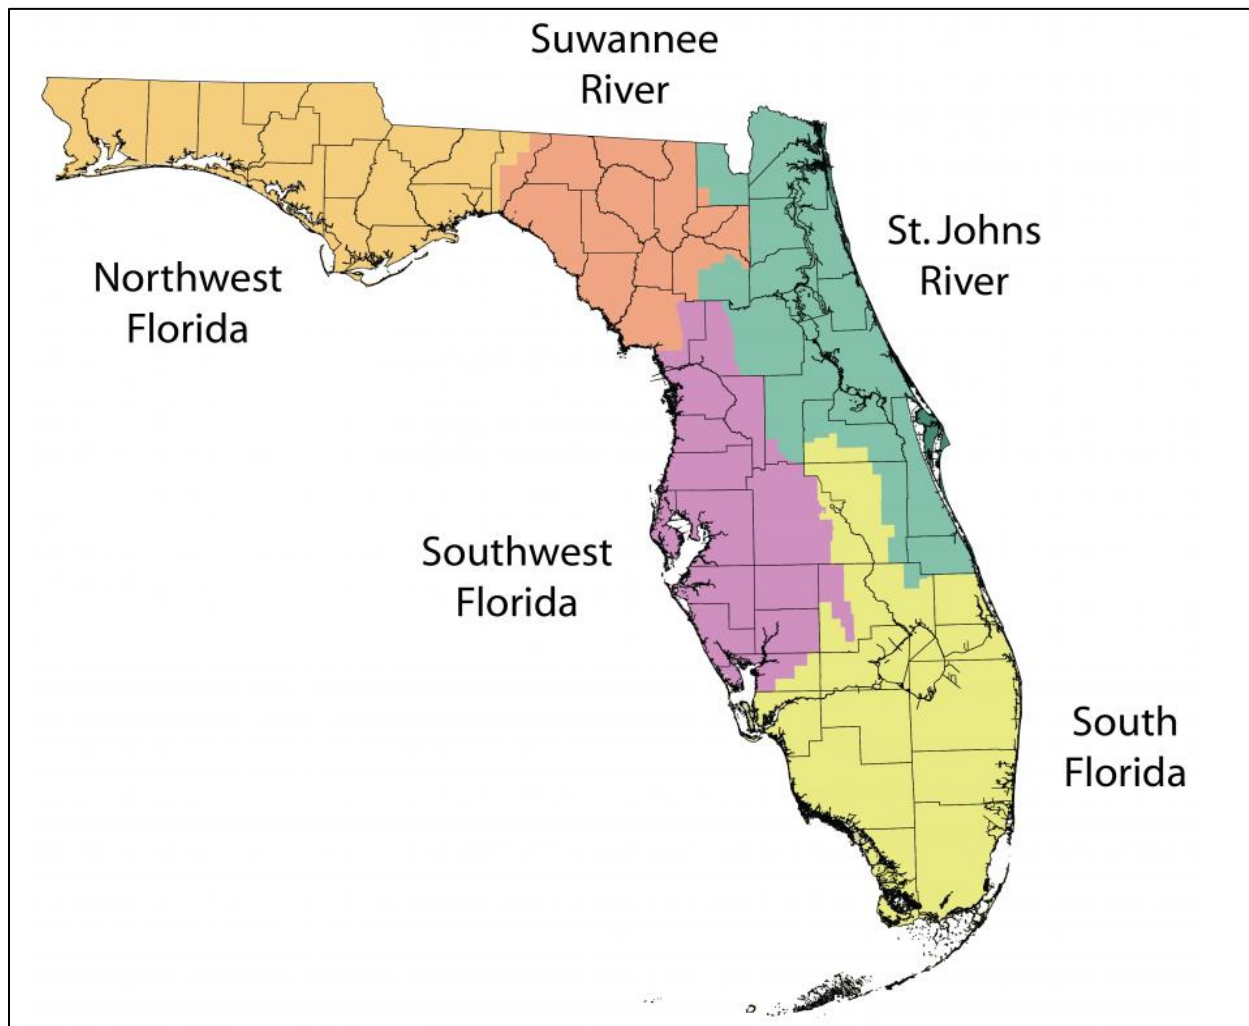 Suwannee
River
St. Johns
River
Northwest
Florida
Southwest
Florida
South
Florida